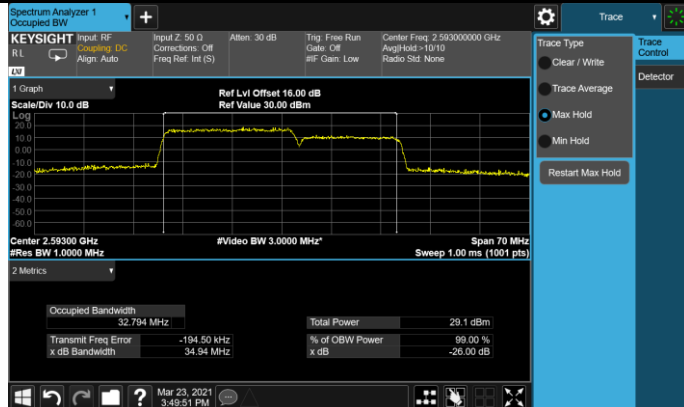 Spectrum Analyzer 1
Occupied BW
Trace
KEYSIGHT
R L
Input: RF
Coupling: DC
Align: Auto
Input Z: 50 Ω
Corrections: Off
Freq Ref: Int (S)
Atten: 30 dB
Trig: Free Run
Gate: Off
#IF Gain: Low
Center Freq: 2.593000000 GHz
Avg|Hold:>10/10
Radio Std: None
LXI
1 Graph
Scale/Div 10.0 dB
Ref Lvl Offset 16.00 dB
Ref Value 30.00 dBm
Log
20.0
10.0
0.00
-10.0
-20.0
-30.0
-40.0
-50.0
-60.0
Center 2.59300 GHz
#Res BW 1.0000 MHz
#Video BW 3.0000 MHz*
Span 70 MHz
Sweep 1.00 ms (1001 pts)
2 Metrics
Occupied Bandwidth
32.794 MHz
Transmit Freq Error -194.50 kHz
x dB Bandwidth 34.94 MHz
Total Power 29.1 dBm
% of OBW Power 99.00 %
x dB -26.00 dB
Mar 23, 2021
3:49:51 PM
Trace Type
Clear / Write
Trace Average
Max Hold
Min Hold
Restart Max Hold
Trace
Control
Detector